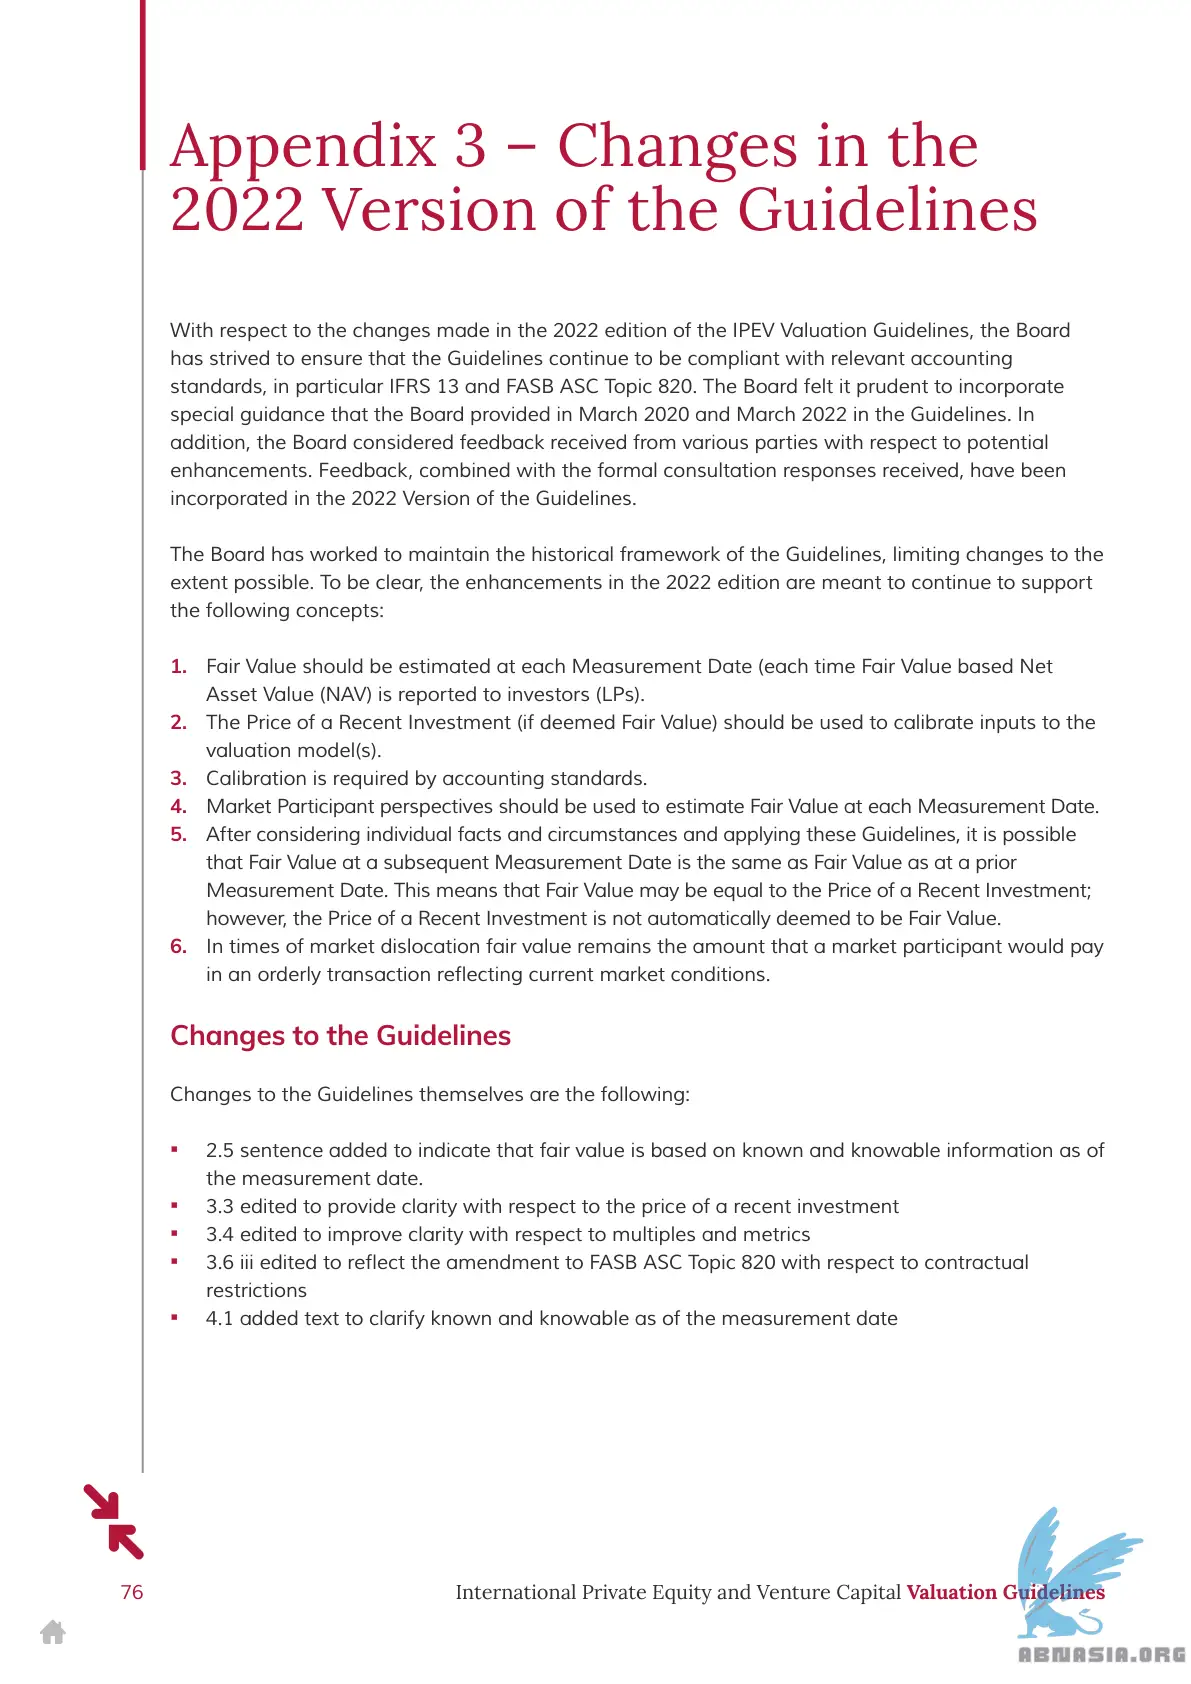 Appendix 3 – Changes in the
2022 Version of the Guidelines
With respect to the changes made in the 2022 edition of the IPEV Valuation Guidelines, the Board
has strived to ensure that the Guidelines continue to be compliant with relevant accounting
standards, in particular IFRS 13 and FASB ASC Topic 820. The Board felt it prudent to incorporate
special guidance that the Board provided in March 2020 and March 2022 in the Guidelines. In
addition, the Board considered feedback received from various parties with respect to potential
enhancements. Feedback, combined with the formal consultation responses received, have been
incorporated in the 2022 Version of the Guidelines.
The Board has worked to maintain the historical framework of the Guidelines, limiting changes to the
extent possible. To be clear, the enhancements in the 2022 edition are meant to continue to support
the following concepts:
1. Fair Value should be estimated at each Measurement Date (each time Fair Value based Net
Asset Value (NAV) is reported to investors (LPs).
2. The Price of a Recent Investment (if deemed Fair Value) should be used to calibrate inputs to the
valuation model(s).
3. Calibration is required by accounting standards.
4. Market Participant perspectives should be used to estimate Fair Value at each Measurement Date.
5. After considering individual facts and circumstances and applying these Guidelines, it is possible
that Fair Value at a subsequent Measurement Date is the same as Fair Value as at a prior
Measurement Date. This means that Fair Value may be equal to the Price of a Recent Investment;
however, the Price of a Recent Investment is not automatically deemed to be Fair Value.
6. In times of market dislocation fair value remains the amount that a market participant would pay
in an orderly transaction reflecting current market conditions.
Changes to the Guidelines
Changes to the Guidelines themselves are the following:
▪ 2.5 sentence added to indicate that fair value is based on known and knowable information as of
the measurement date.
▪ 3.3 edited to provide clarity with respect to the price of a recent investment
▪ 3.4 edited to improve clarity with respect to multiples and metrics
▪ 3.6 iii edited to reflect the amendment to FASB ASC Topic 820 with respect to contractual
restrictions
▪ 4.1 added text to clarify known and knowable as of the measurement date
76
International Private Equity and Venture Capital Valuation Guidelines
ABNASIA.ORG